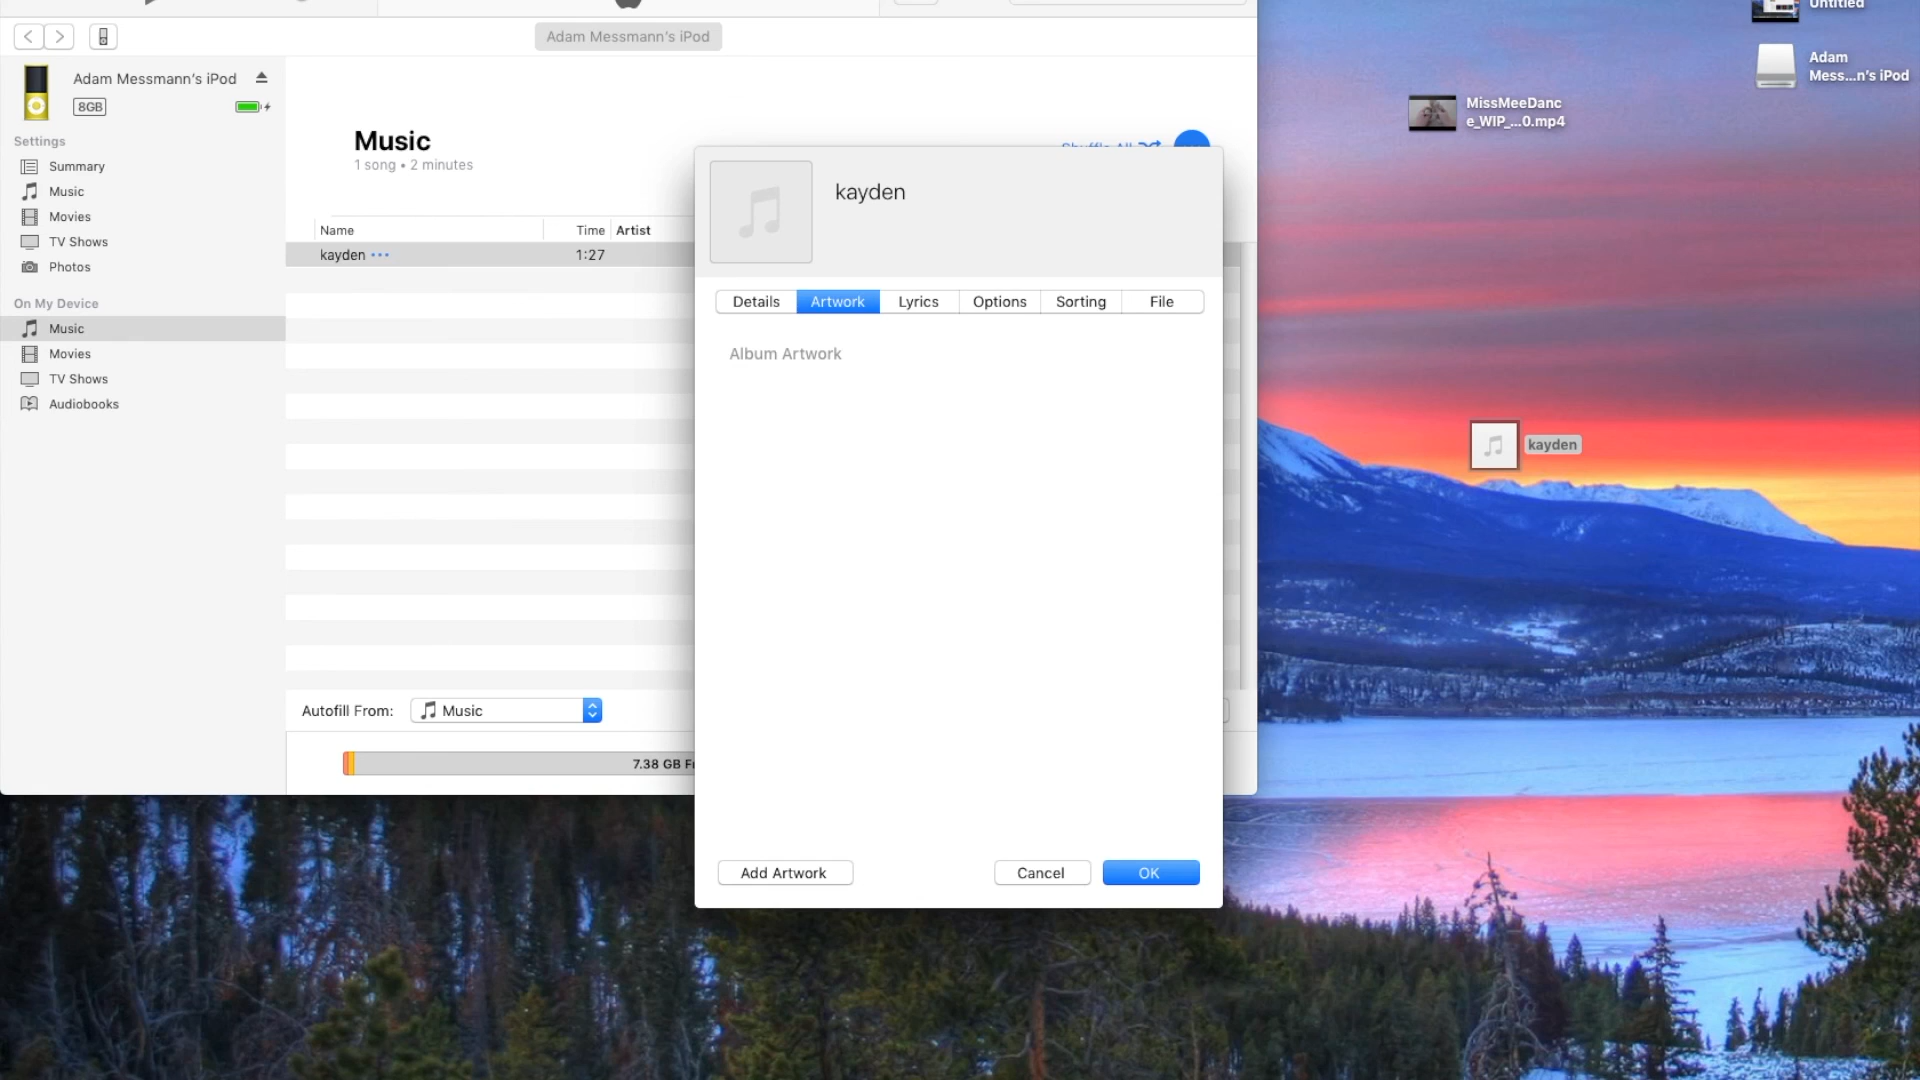 Untitled
Adam Messmann's iPod
Adam
Mess...n's iPod
Adam Messmann's iPod
8GB
MissMeeDanc
e_WIP_...0.mp4
Settings
Summary
Music
Movies
TV Shows
Photos
On My Device
Music
Movies
TV Shows
Audiobooks
Music
1 song • 2 minutes
Shuffle All
Name
Time
Artist
kayden •••
1:27
kayden
Details
Artwork
Lyrics
Options
Sorting
File
Album Artwork
kayden
Autofill From:
Music
7.38 GB
Add Artwork
Cancel
OK